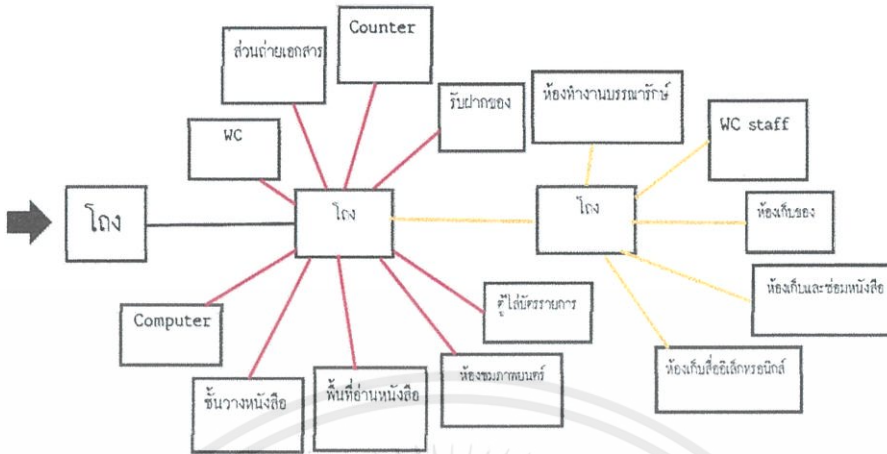 Counter
ส่วนถ่ายเอกสาร
ห้องทำงานบรรณารักษ์
รับฝากของ
WC
WC staff
โถง
โถง
โถง
ห้องเก็บของ
ห้องเก็บและซ่อมหนังสือ
ตู้ใส่บัตรรายการ
Computer
ห้องชมภาพยนตร์
ห้องเก็บสื่ออิเล็กทรอนิกส์
ชั้นวางหนังสือ
พื้นที่อ่านหนังสือ